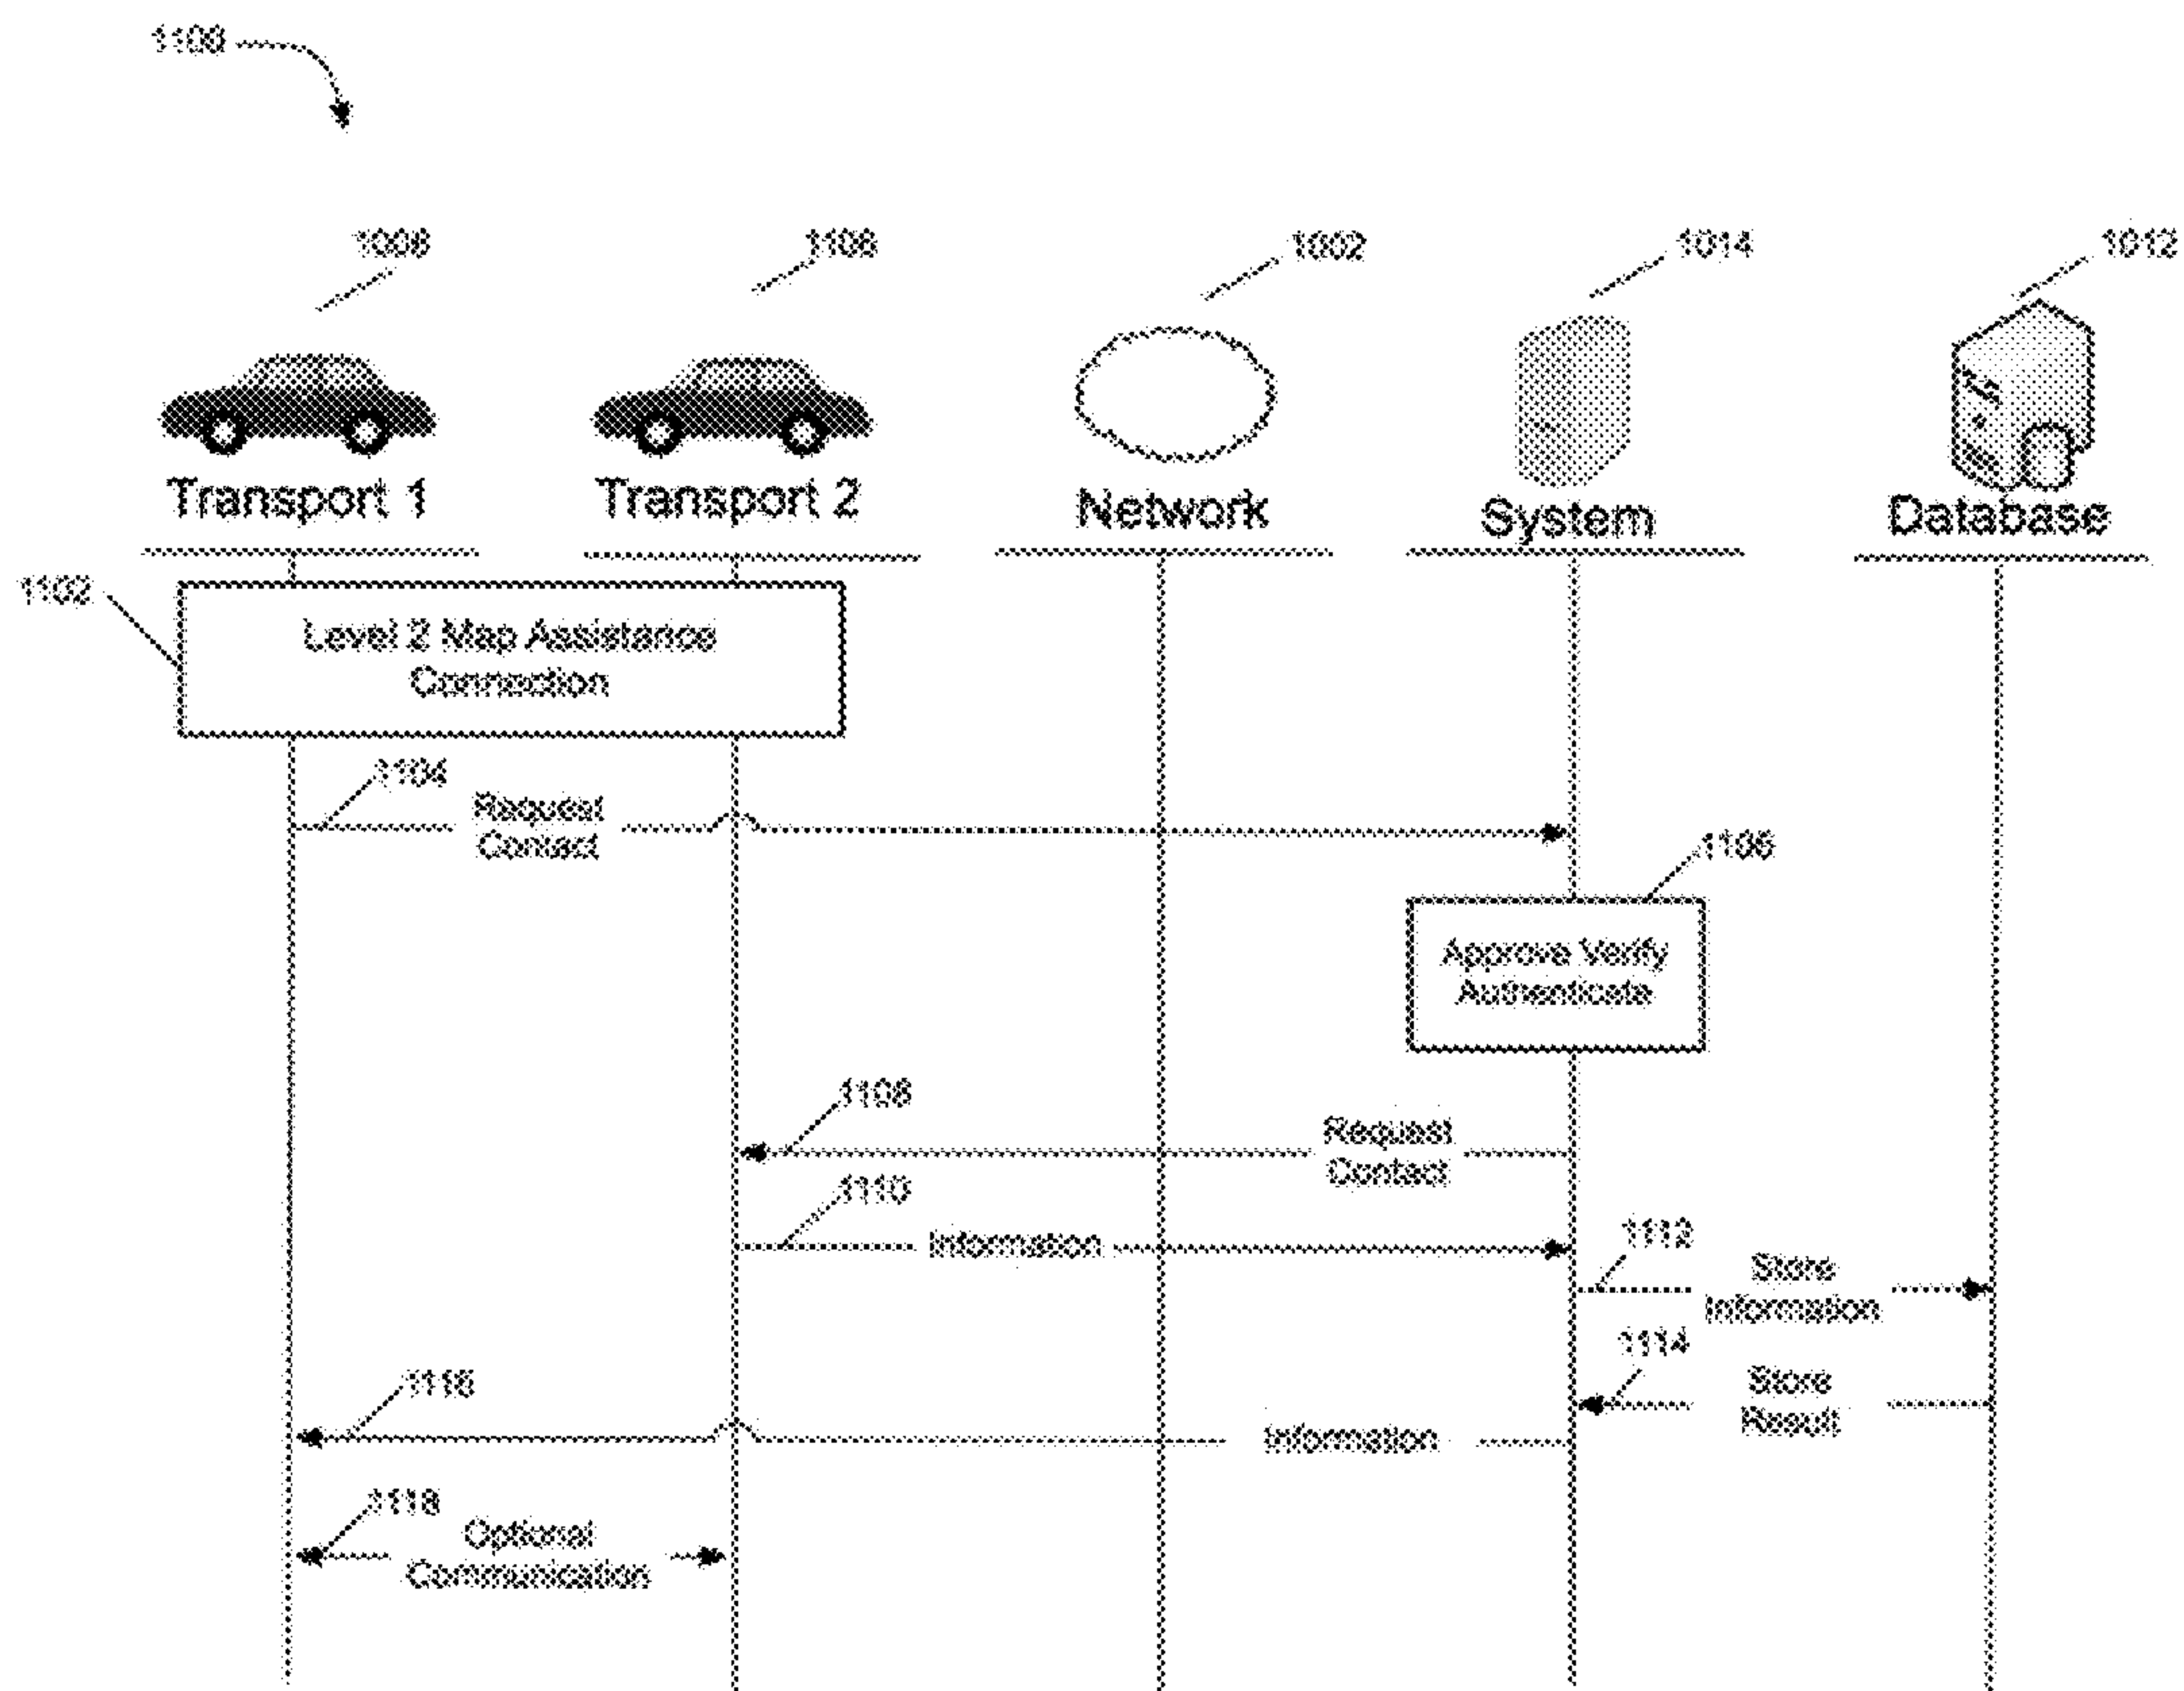 1100
1008
1106
1002
1014
1012
Transport 1
Transport 2
Network
System
Database
1102
Level 2 Map Assistance
Connection
1104
Request
Contact
1106
Approve Verify
Authenticate
1108
Request
Contact
1110
Information
1112
Store
Information
1114
Store
Result
1116
Information
1118
Optional
Communication